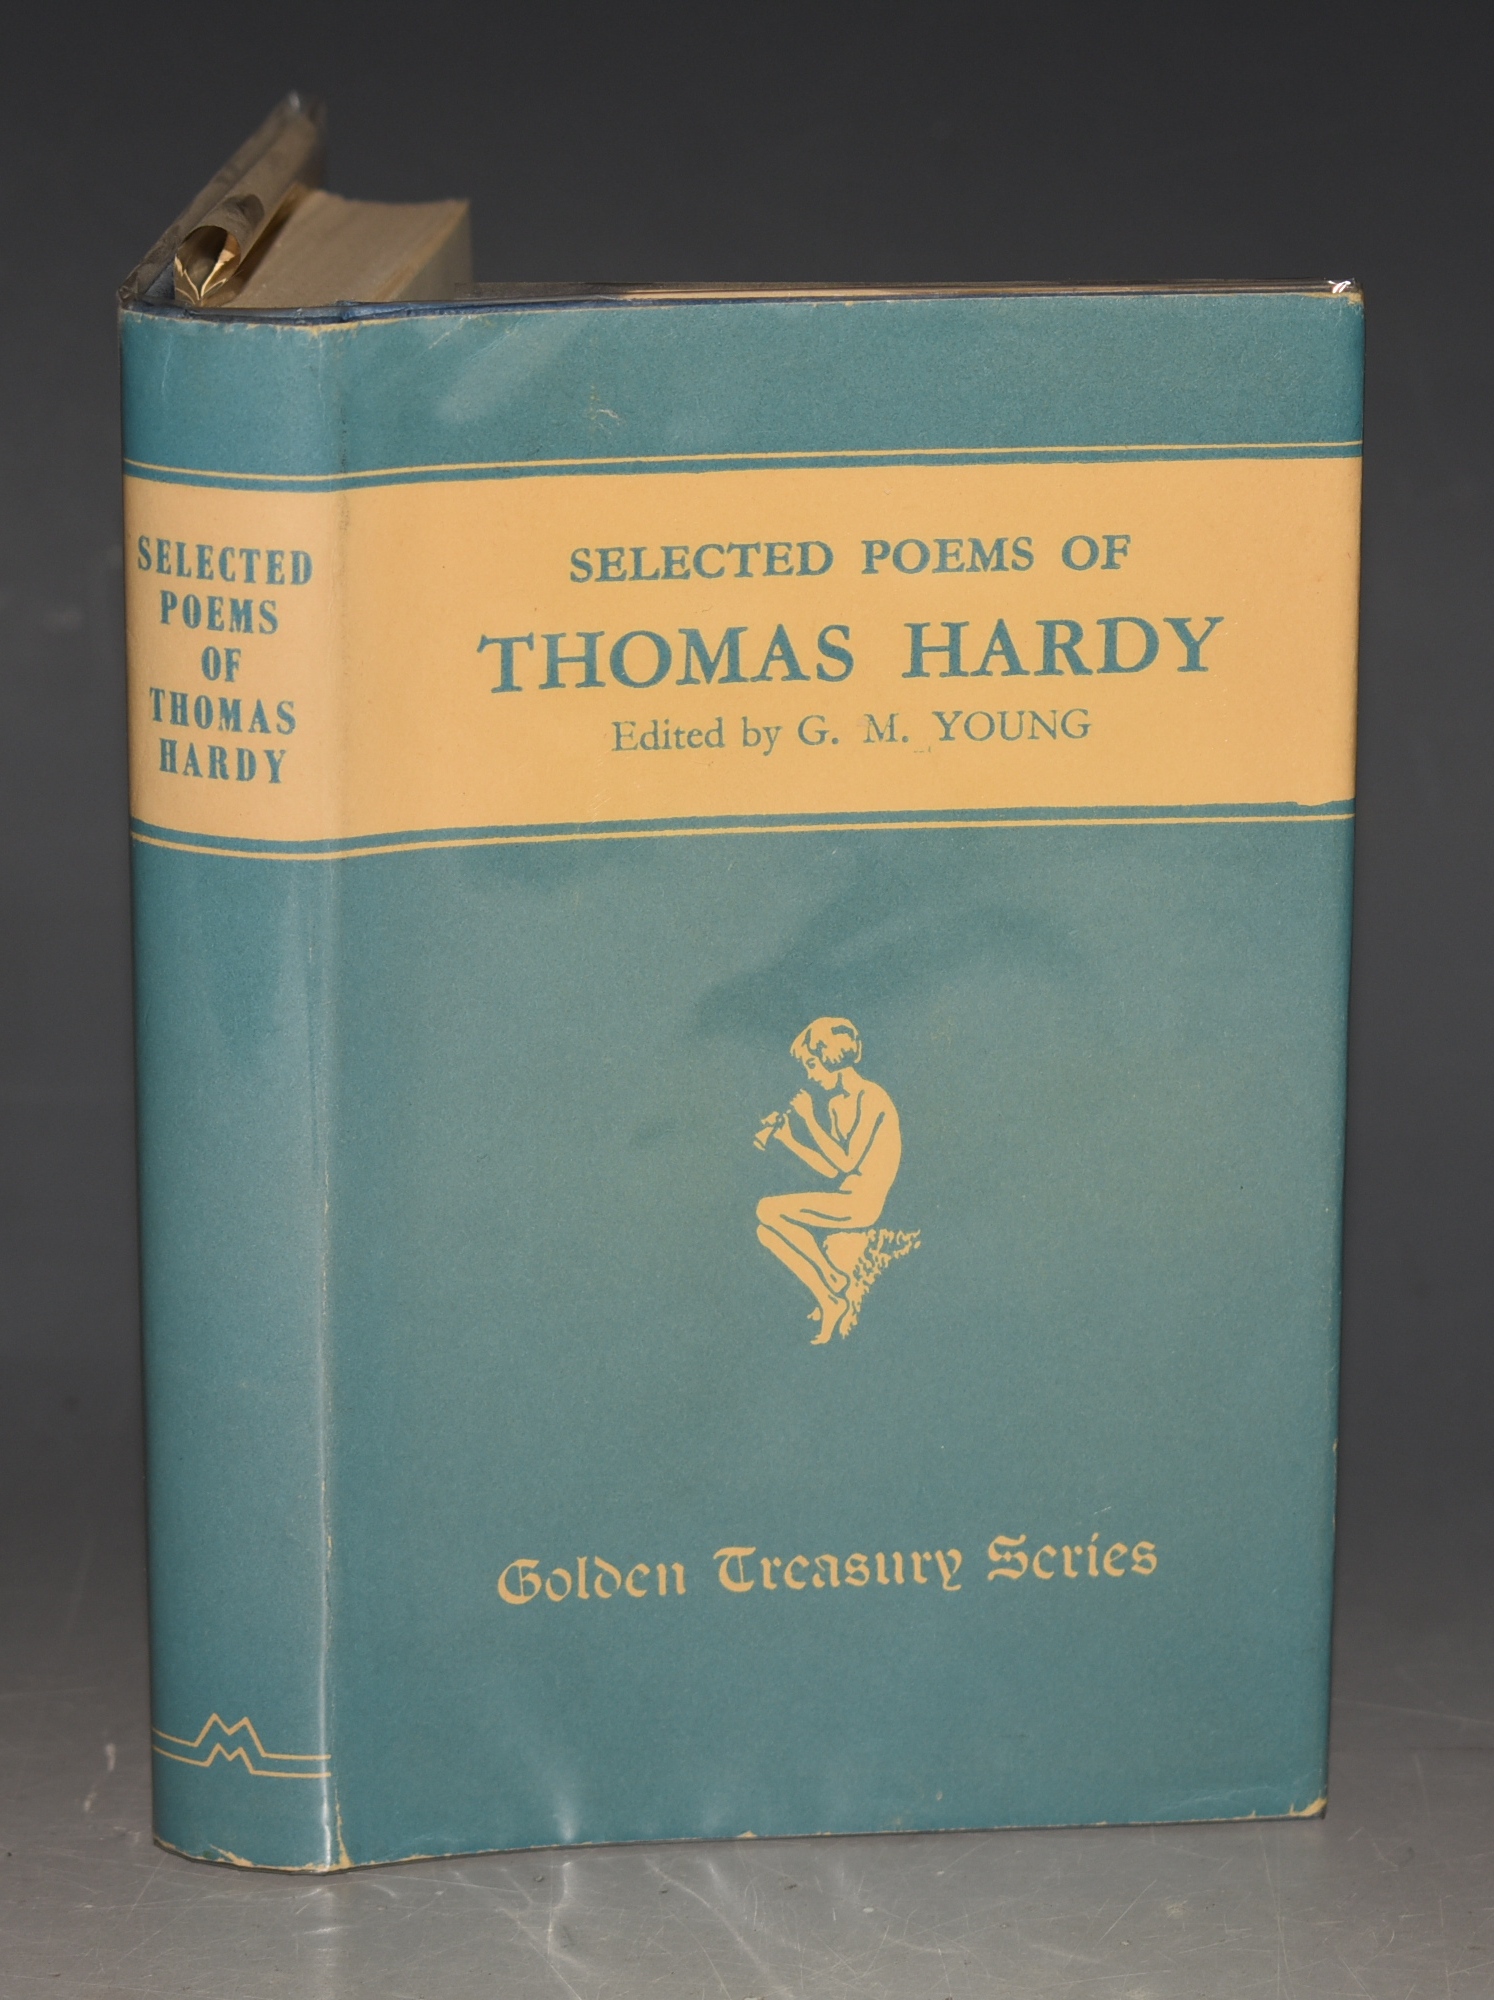 SELECTED
POEMS
OF
THOMAS
HARDY
SELECTED POEMS OF
THOMAS HARDY
Edited by G. M. YOUNG
Golden Treasury Series